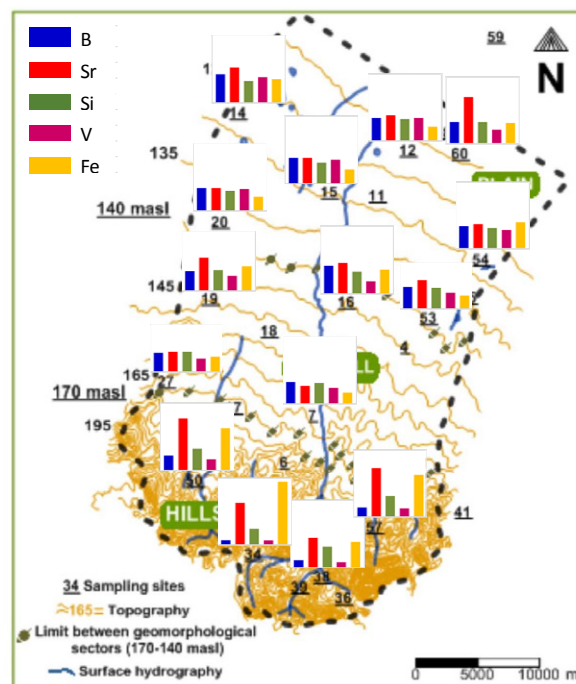 B
Sr
Si
V
Fe
59
N
14
12
60
135
15
11
140 masl
20
54
145
19
16
53
18
4
165
27
170 masl
7
7
195
6
50
41
HILLS
57
34
38
39
36
34 Sampling sites
≈165= Topography
Limit between geomorphological
sectors (170-140 masl)
Surface hydrography
0 5000 10000 m